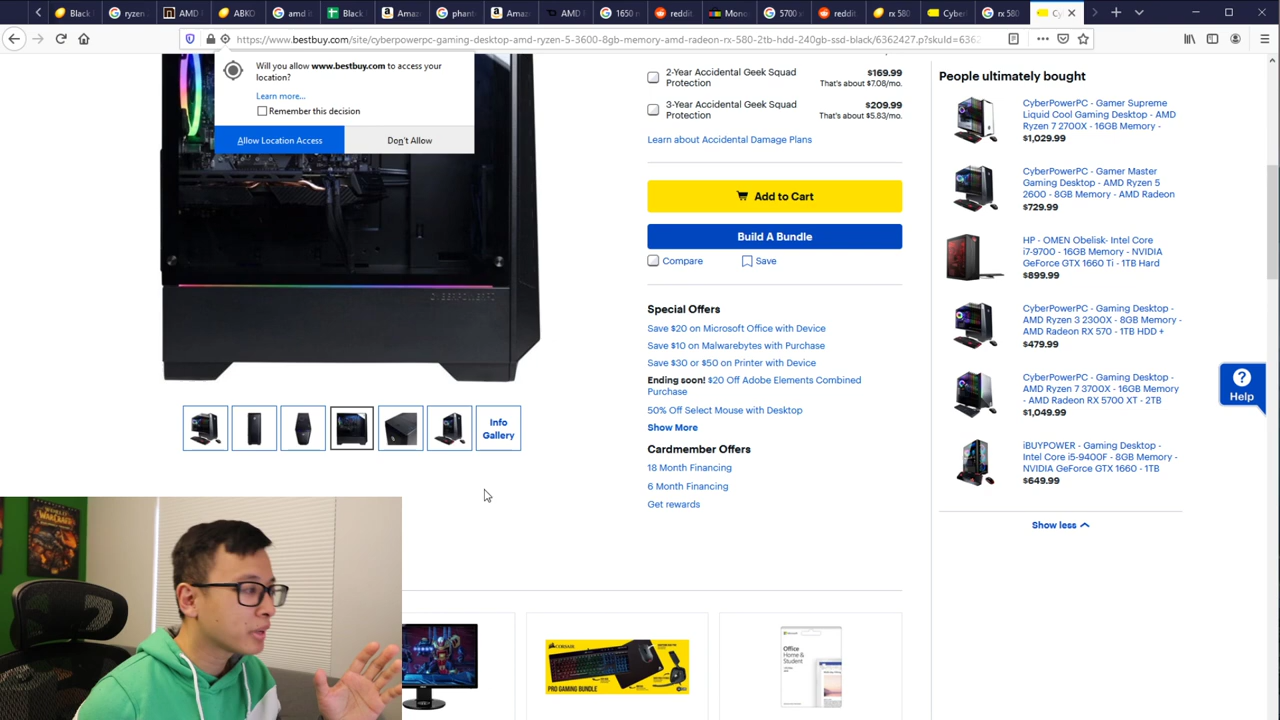 Black
ryzen
AMD
ABKO
amd
Black
Amaz
phante
Amaz
AMD
1650
reddit
Mon
5700
reddit
rx 580
Cyber
rx 580
Cy
https://www.bestbuy.com/site/cyberpowerpc-gaming-desktop-amd-ryzen-5-3600-8gb-memory-amd-radeon-rx-580-2tb-hdd-240gb-ssd-black/6362427.p?skuId=6362
Will you allow www.bestbuy.com to access your
location?
Learn more...
Remember this decision
Allow Location Access
Don't Allow
CYBERPOWERPC
Info
Gallery
2-Year Accidental Geek Squad
Protection
$169.99
That's about $7.08/mo.
3-Year Accidental Geek Squad
Protection
$209.99
That's about $5.83/mo.
Learn about Accidental Damage Plans
Add to Cart
Build A Bundle
Compare
Save
Special Offers
Save $20 on Microsoft Office with Device
Save $10 on Malwarebytes with Purchase
Save $30 or $50 on Printer with Device
Ending soon! $20 Off Adobe Elements Combined
Purchase
50% Off Select Mouse with Desktop
Show More
Cardmember Offers
18 Month Financing
6 Month Financing
Get rewards
People ultimately bought
CyberPowerPC - Gamer Supreme
Liquid Cool Gaming Desktop - AMD
Ryzen 7 2700X - 16GB Memory -
$1,029.99
CyberPowerPC - Gamer Master
Gaming Desktop - AMD Ryzen 5
2600 - 8GB Memory - AMD Radeon
$729.99
HP - OMEN Obelisk- Intel Core
i7-9700 - 16GB Memory - NVIDIA
GeForce GTX 1660 Ti - 1TB Hard
$899.99
CyberPowerPC - Gaming Desktop -
AMD Ryzen 3 2300X - 8GB Memory -
AMD Radeon RX 570 - 1TB HDD +
$479.99
CyberPowerPC - Gaming Desktop -
AMD Ryzen 7 3700X - 16GB Memory
- AMD Radeon RX 5700 XT - 2TB
$1,049.99
iBUYPOWER - Gaming Desktop -
Intel Core i5-9400F - 8GB Memory -
NVIDIA GeForce GTX 1660 - 1TB
$649.99
Show less
Help
CORSAIR
PRO GAMING BUNDLE
Office
Home &
Student